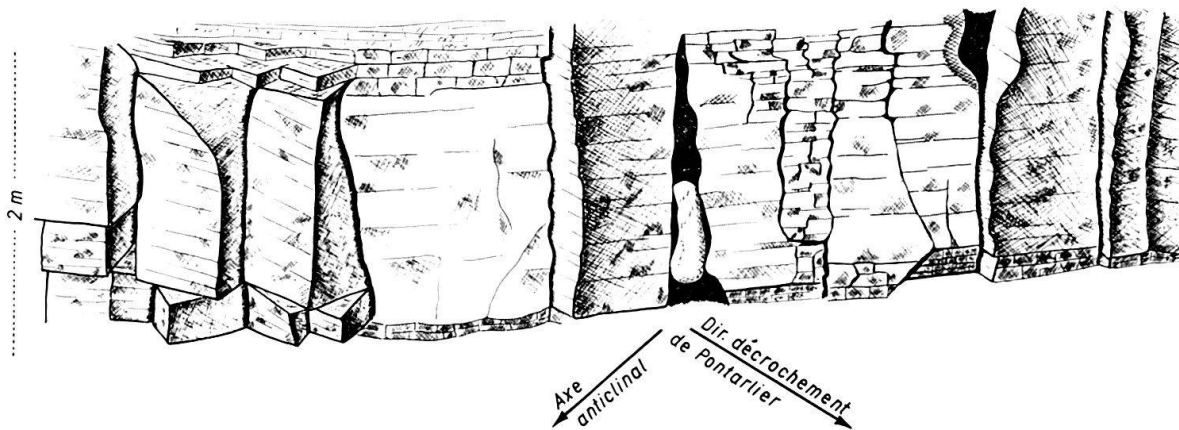 2 m
Axe
anticlinal
Dir. décrochement
de Pontarlier